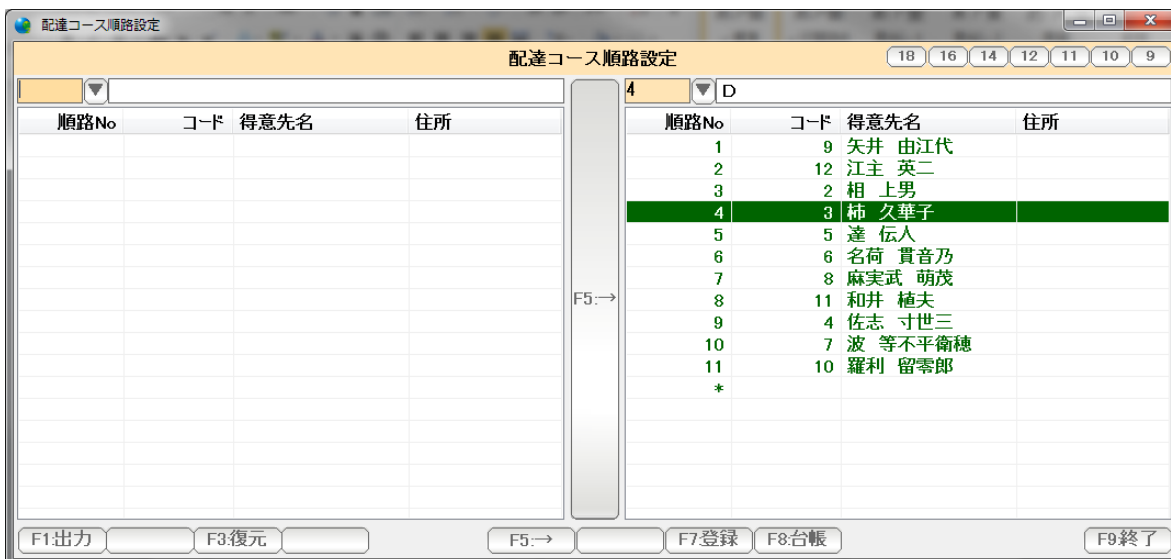 配達コース順路設定
配達コース順路設定 18 16 14 12 11 10 9
4 D
順路No コード 得意先名 住所 順路No コード 得意先名 住所
1 9 矢井 由江代
2 12 江主 英二
3 2 相 上男
4 3 柿 久華子
5 5 達 伝人
6 6 名荷 貫音乃
7 8 麻実武 萌茂
F5:→ 8 11 和井 植夫
9 4 佐志 寸世三
10 7 波 等不平衛穂
11 10 羅利 留零郎
*
F1:出力 F3:復元 F5:→ F7:登録 F8:台帳 F9:終了